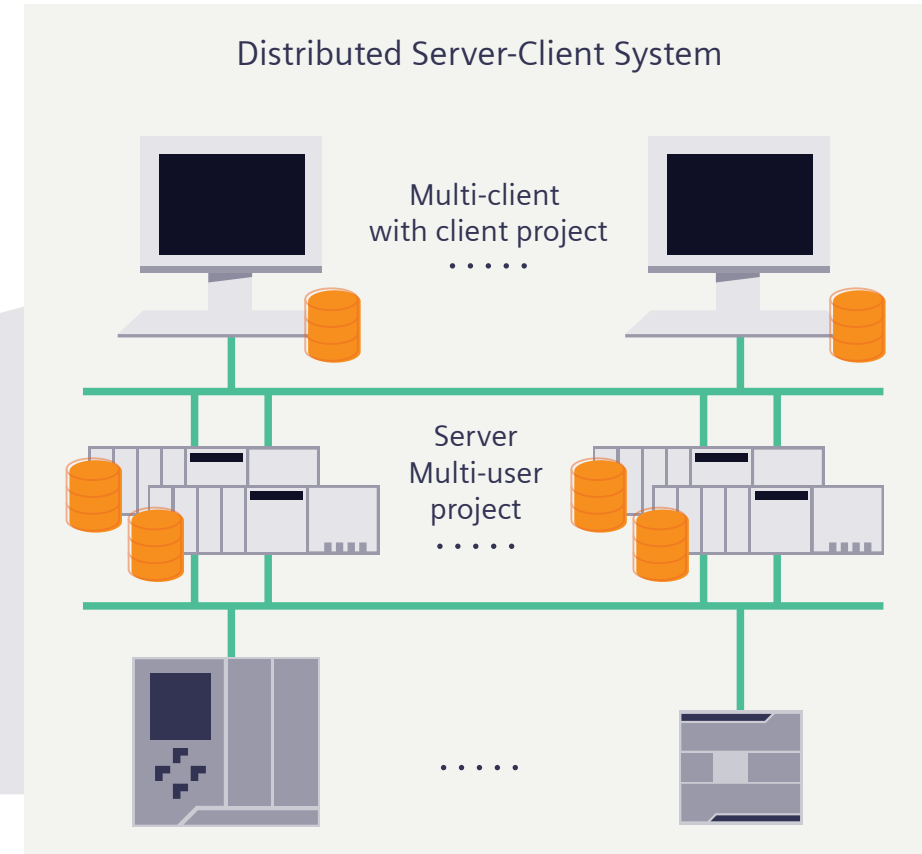 Distributed Server-Client System
Multi-client
with client project
.....
Server
Multi-user
project
.....
.....